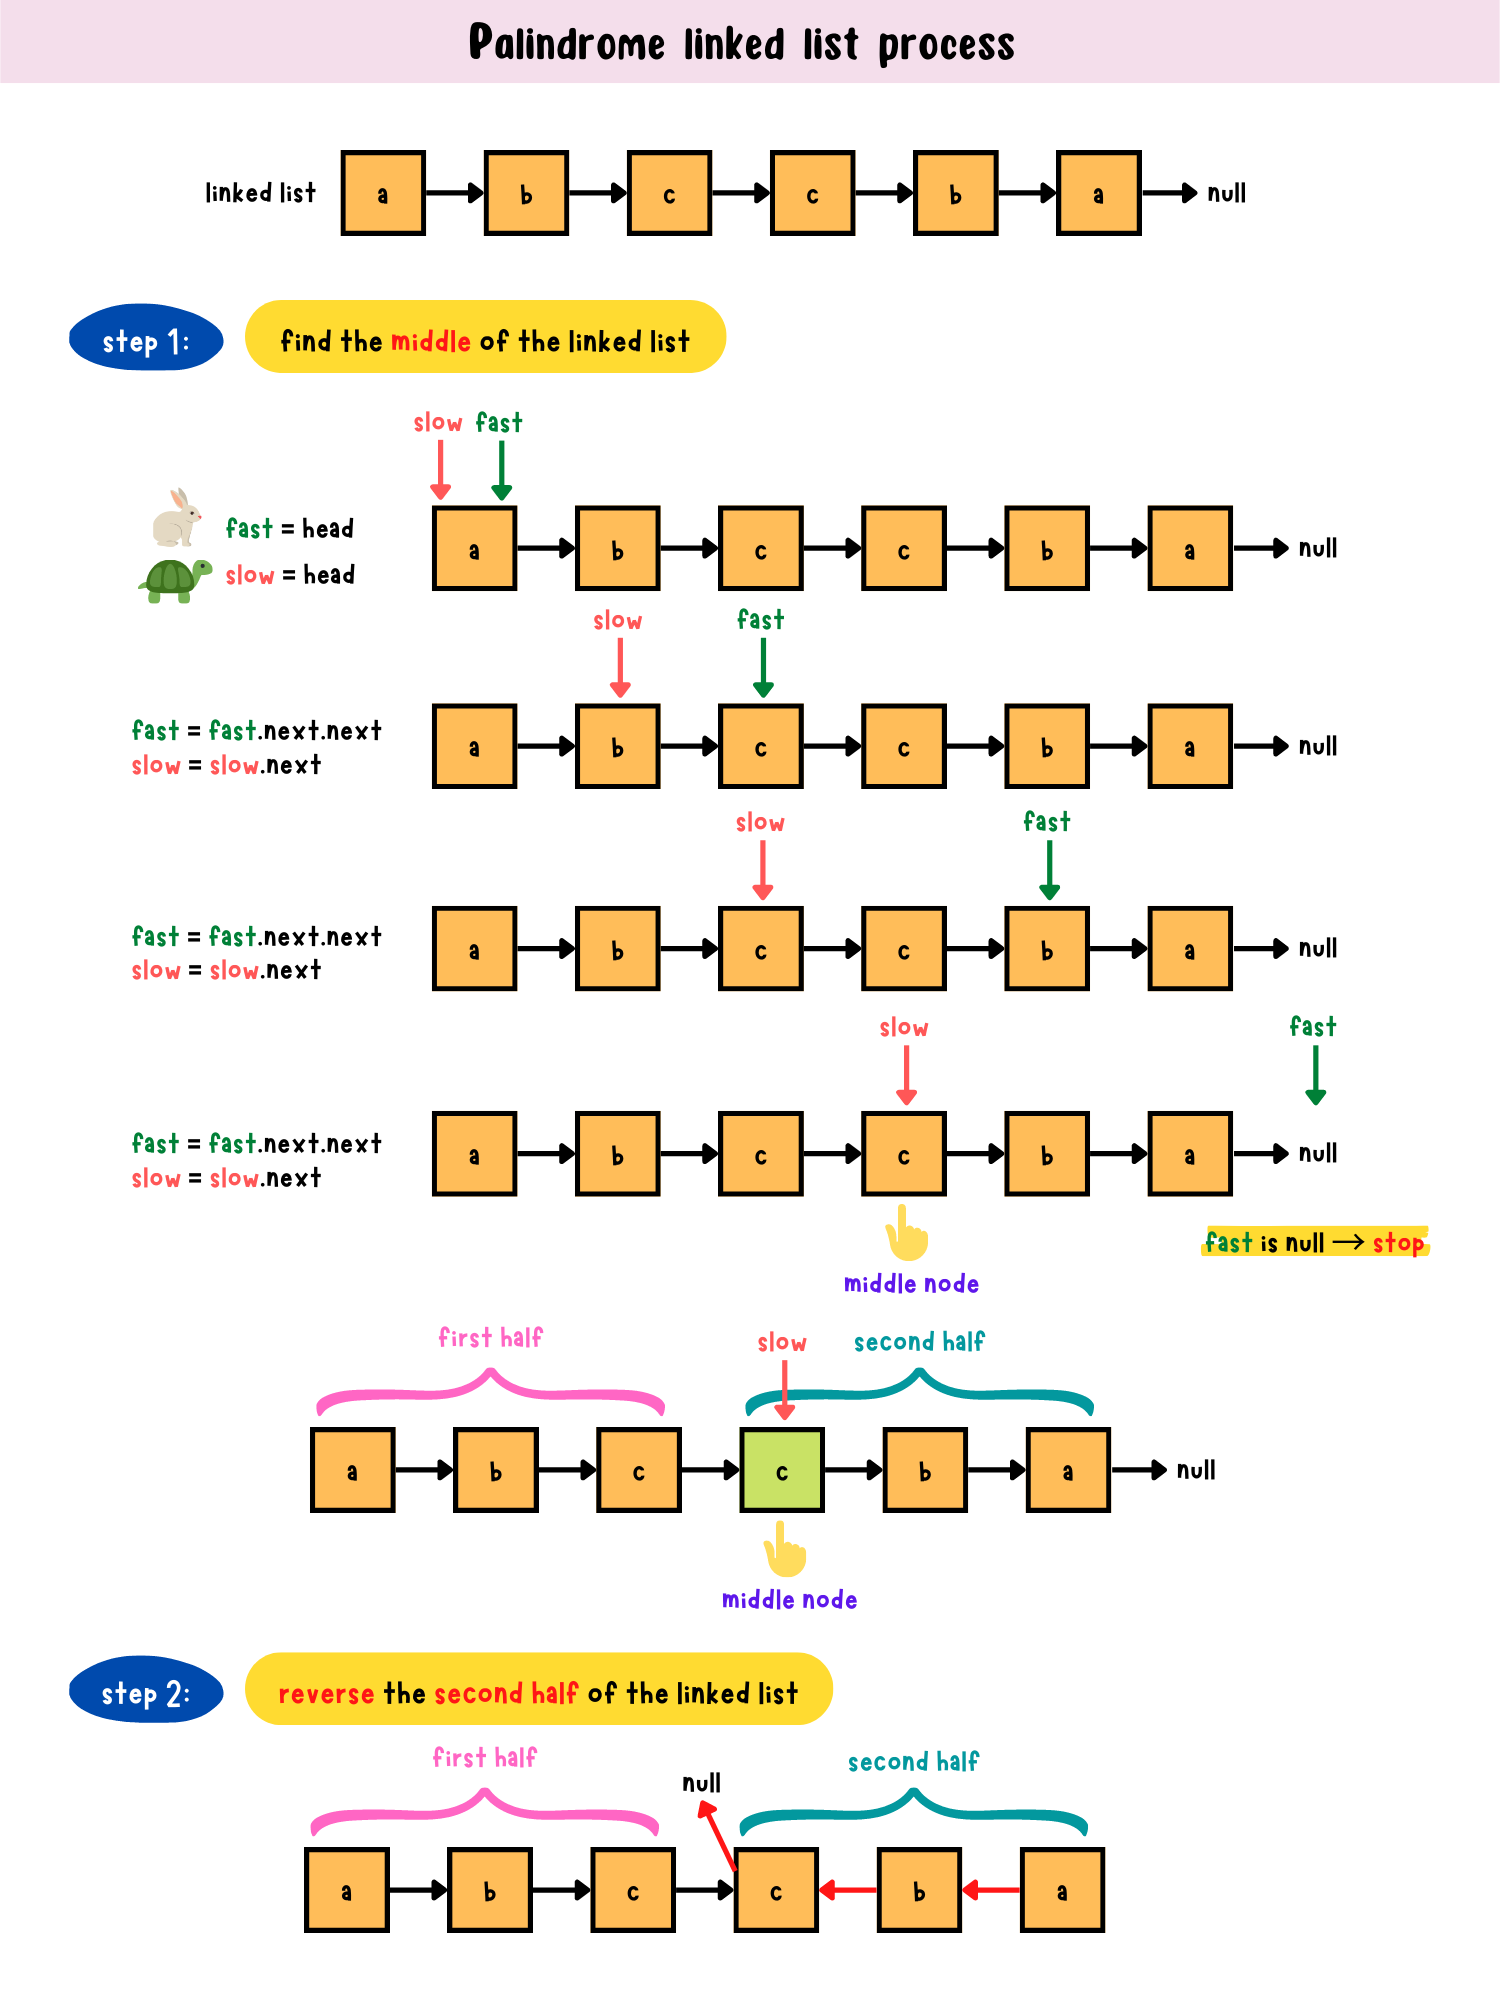 Palindrome linked list process
linked list a b c c b a null
step 1: find the middle of the linked list
slow fast
fast = head
slow = head
a b c c b a null
slow fast
fast = fast.next.next
slow = slow.next
a b c c b a null
slow fast
fast = fast.next.next
slow = slow.next
a b c c b a null
slow fast
fast = fast.next.next
slow = slow.next
a b c c b a null
fast is null → stop
middle node
first half slow second half
a b c c b a null
middle node
step 2: reverse the second half of the linked list
first half null second half
a b c c b a